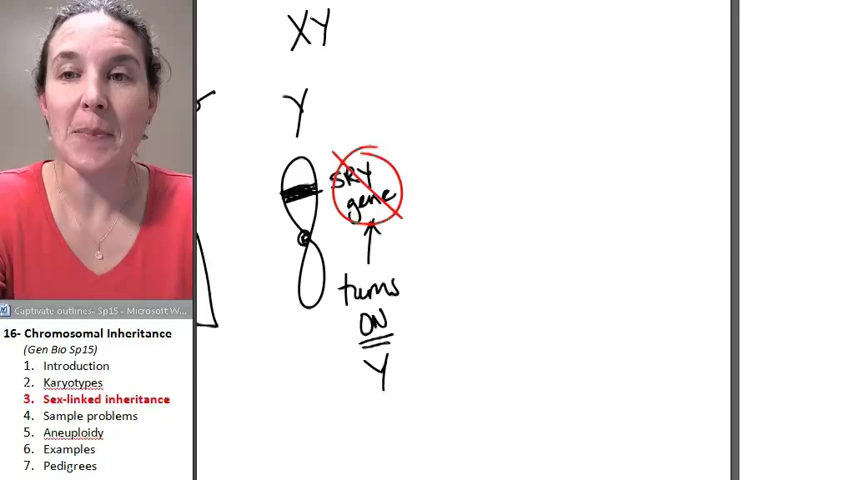 XY
Y
SRY
gene
turns
ON
Y
Captivate outlines- Sp15 - Microsoft W...
16- Chromosomal Inheritance
(Gen Bio Sp15)
1. Introduction
2. Karyotypes
3. Sex-linked inheritance
4. Sample problems
5. Aneuploidy
6. Examples
7. Pedigrees